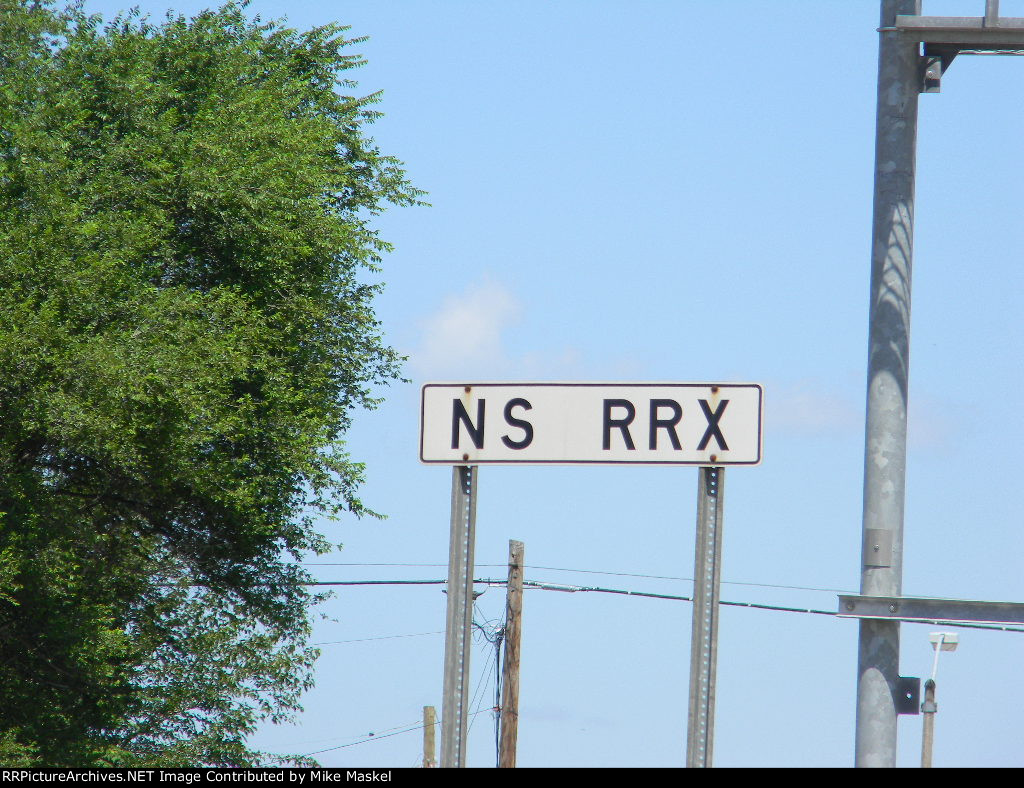 NS RRX
RRPictureArchives.NET Image Contributed by Mike Maskel